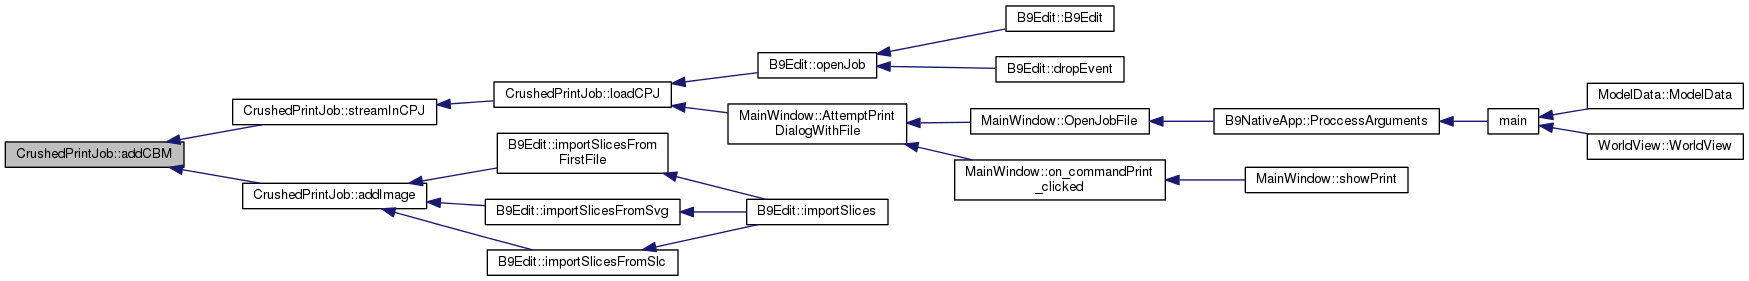 B9Edit::B9Edit
B9Edit::openJob
B9Edit::dropEvent
CrushedPrintJob::loadCPJ
CrushedPrintJob::streamInCPJ
MainWindow::AttemptPrint
DialogWithFile
MainWindow::OpenJobFile
B9NativeApp::ProccessArguments
main
ModelData::ModelData
WorldView::WorldView
CrushedPrintJob::addCBM
B9Edit::importSlicesFrom
FirstFile
MainWindow::on_commandPrint
_clicked
MainWindow::showPrint
CrushedPrintJob::addImage
B9Edit::importSlicesFromSvg
B9Edit::importSlices
B9Edit::importSlicesFromSlc